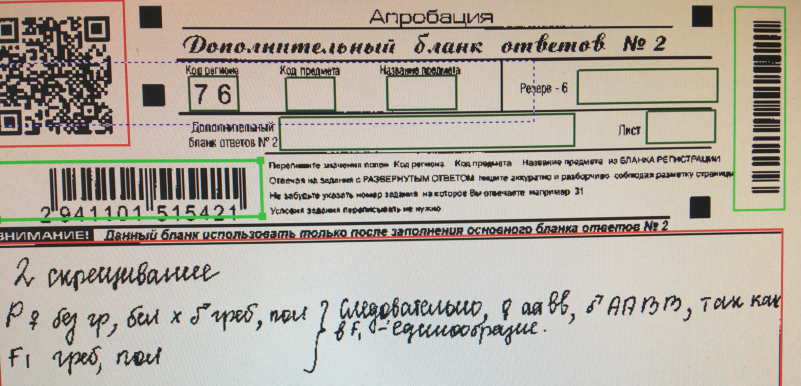 Апробация
Дополнительный бланк ответов № 2
Код региона Код предмета Название предмета Резерв - 6
76
Дополнительный бланк ответов № 2 Лист
Перепишите значения полей Код региона Код предмета Название предмета из БЛАНКА РЕГИСТРАЦИИ
Отвечая на задания с РАЗВЕРНУТЫМ ОТВЕТОМ пишите аккуратно и разборчиво соблюдая разметку страницы
Не забудьте указать номер задания на которое Вы отвечаете например 31
Условия задания переписывать не нужно
2 941101 515421
ВНИМАНИЕ! Данный бланк использовать только после заполнения основного бланка ответов № 2
2 скрещивание
P ♀ без гр, бел x ♂ греб, пол } Следовательно, ♀ aaвв, ♂ AABB, так как
в F1 - единообразие.
F1 греб, пол